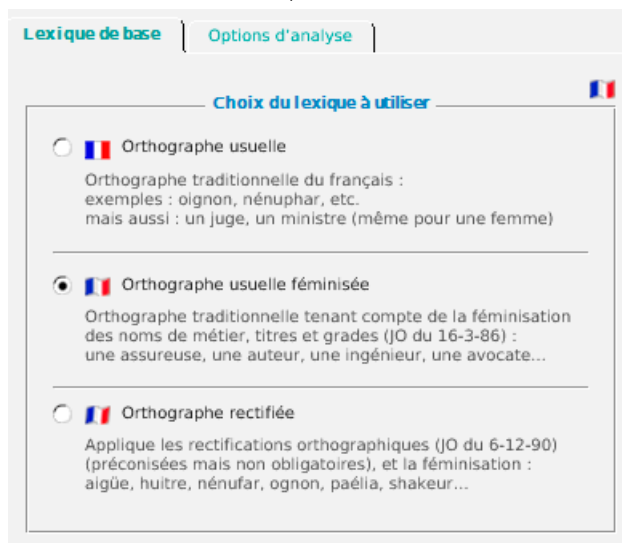 Lexique de base
Options d'analyse
Choix du lexique à utiliser
Orthographe usuelle
Orthographe traditionnelle du français :
exemples : oignon, nénuphar, etc.
mais aussi : un juge, un ministre (même pour une femme)
Orthographe usuelle féminisée
Orthographe traditionnelle tenant compte de la féminisation
des noms de métier, titres et grades (JO du 16-3-86) :
une assureuse, une auteur, une ingénieur, une avocate...
Orthographe rectifiée
Applique les rectifications orthographiques (JO du 6-12-90)
(préconisées mais non obligatoires), et la féminisation :
aigüe, huitre, nénufar, ognon, paélia, shakeur...